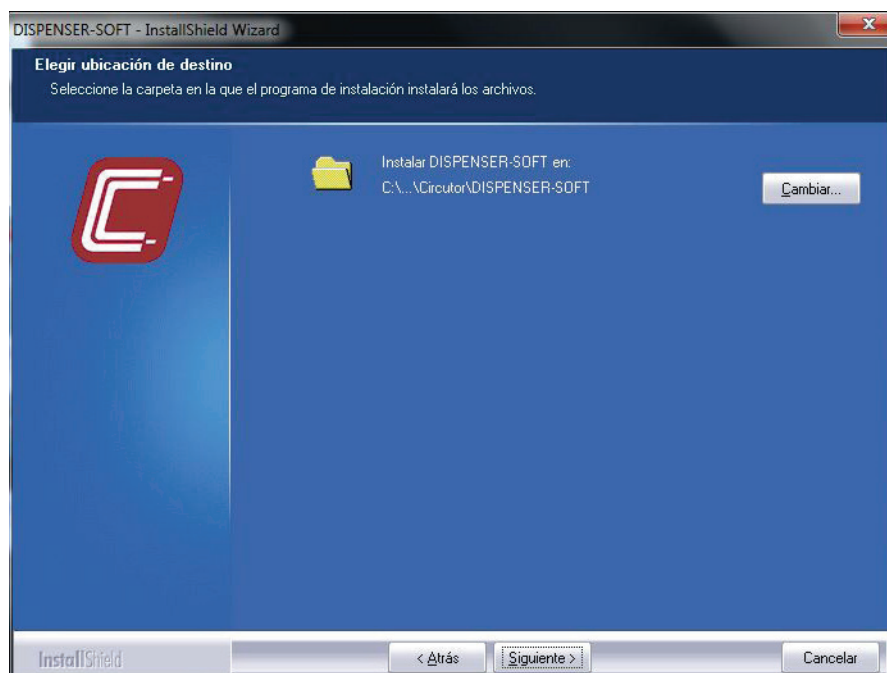 DISPENSER-SOFT - InstallShield Wizard
Elegir ubicación de destino
Seleccione la carpeta en la que el programa de instalación instalará los archivos.
Instalar DISPENSER-SOFT en:
C:\...\Circutor\DISPENSER-SOFT
Cambiar...
InstallShield
< Atrás
Siguiente >
Cancelar